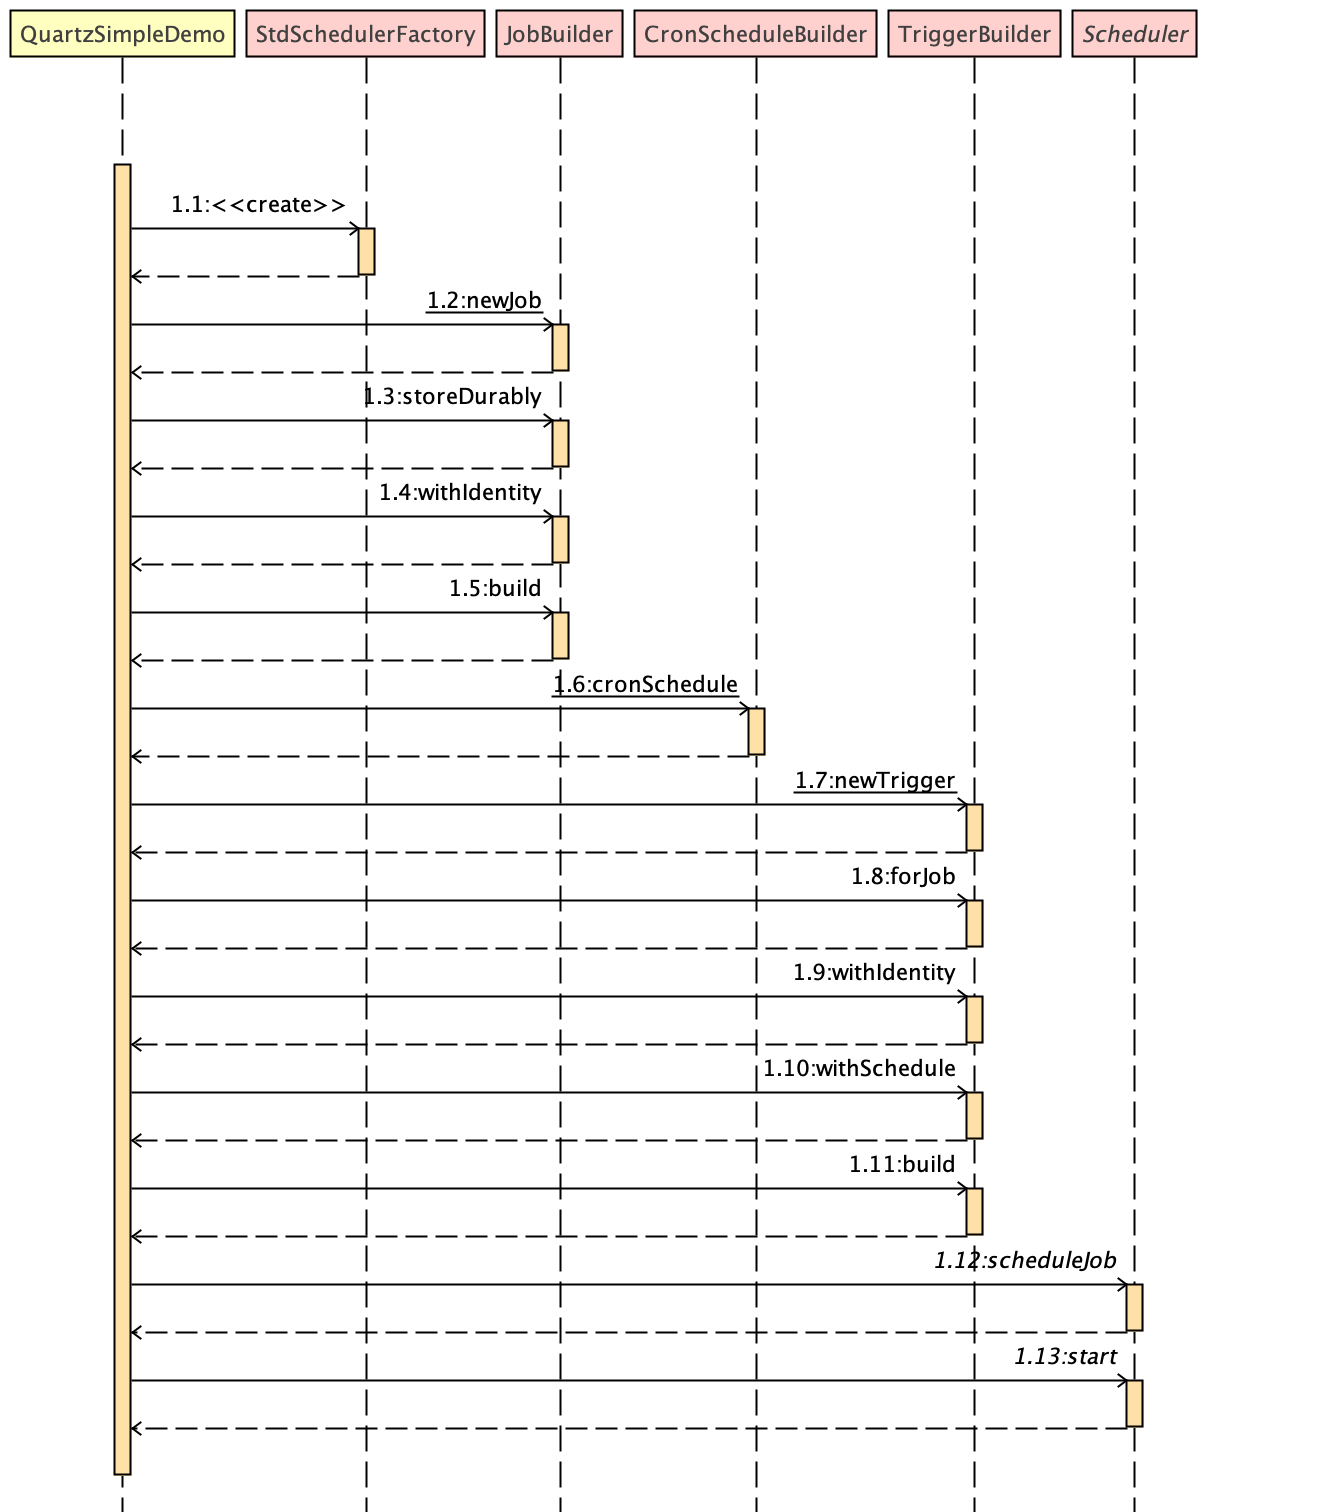 QuartzSimpleDemo StdSchedulerFactory JobBuilder CronScheduleBuilder TriggerBuilder Scheduler
1.1:<<create>>
1.2:newJob
1.3:storeDurably
1.4:withIdentity
1.5:build
1.6:cronSchedule
1.7:newTrigger
1.8:forJob
1.9:withIdentity
1.10:withSchedule
1.11:build
1.12:scheduleJob
1.13:start